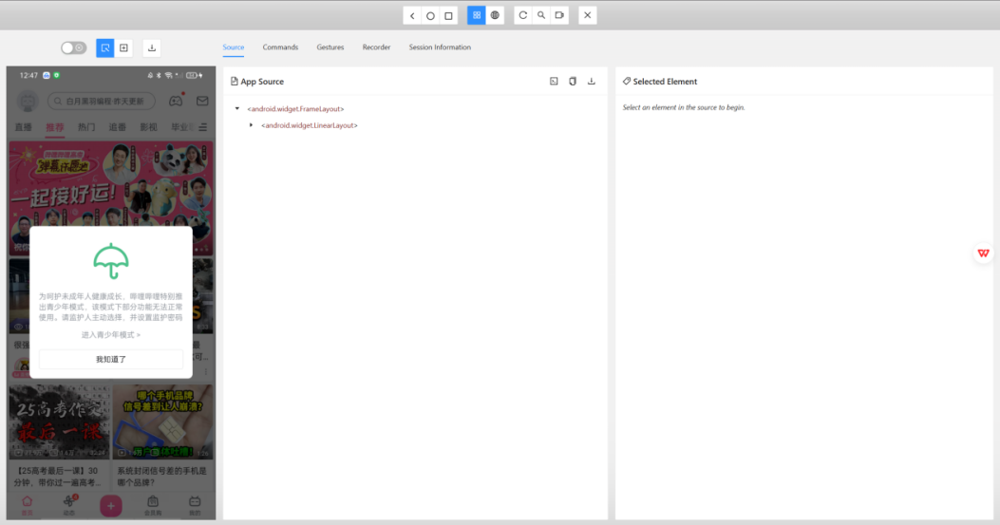 Source
Commands
Gestures
Recorder
Session Information
12:47
白月黑羽编程·昨天更新
直播 推荐 热门 追番 影视 毕业
弹幕许愿池
一起接好运!
为呵护未成年人健康成长,哔哩哔哩特别推
出青少年模式,该模式下部分功能无法正常
使用。请监护人主动选择,并设置监护密码
进入青少年模式 >
我知道了
25高考作文
最后一课
哪个手机品牌
信号差到让人崩溃?
【25高考最后一课】30
分钟,带你过一遍高考...
系统封闭信号差的手机是
哪个品牌?
首页 动态 会员购 我的
App Source
<android.widget.FrameLayout>
<android.widget.LinearLayout>
Selected Element
Select an element in the source to begin.